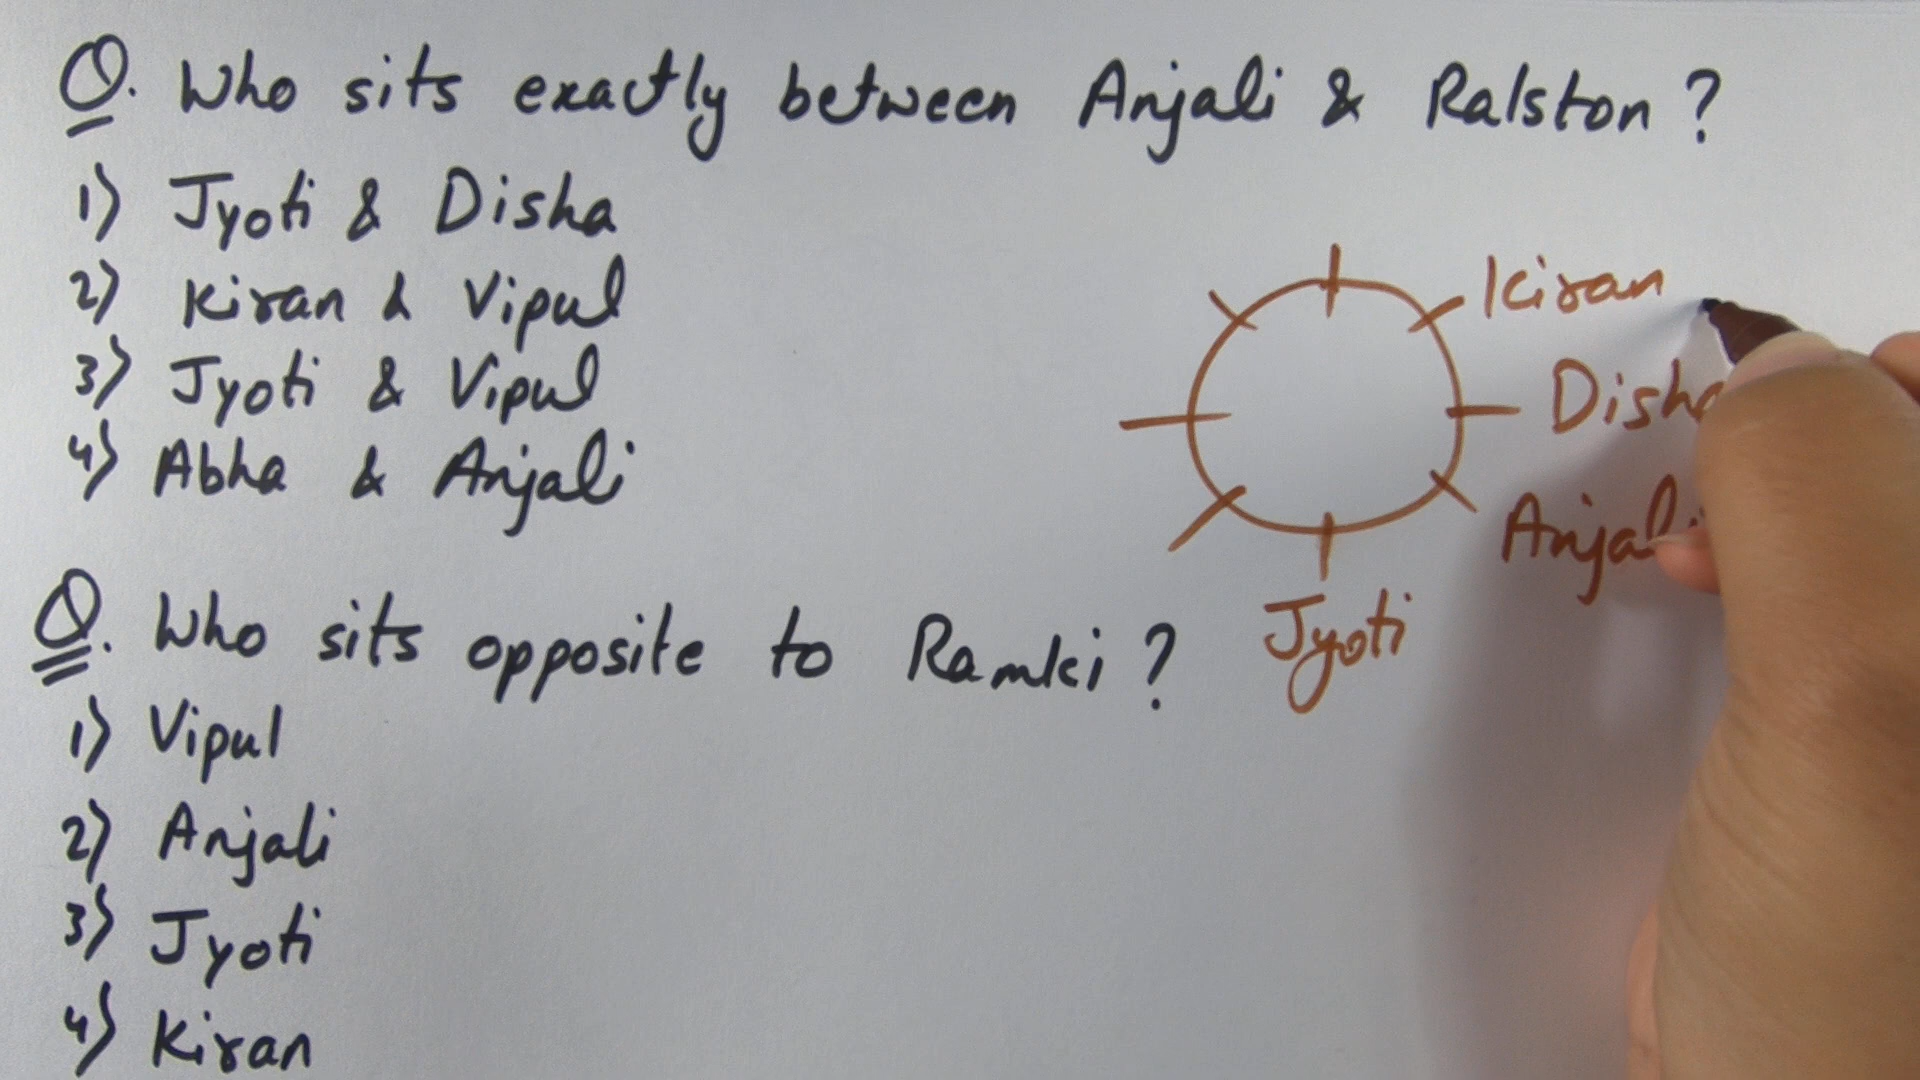 Q. Who sits exactly between Anjali & Ralston?
1) Jyoti & Disha
2) Kiran & Vipul
3) Jyoti & Vipul
4) Abha & Anjali
Kiran
Disha
Anjali
Jyoti
Q. Who sits opposite to Ramki?
1) Vipul
2) Anjali
3) Jyoti
4) Kiran